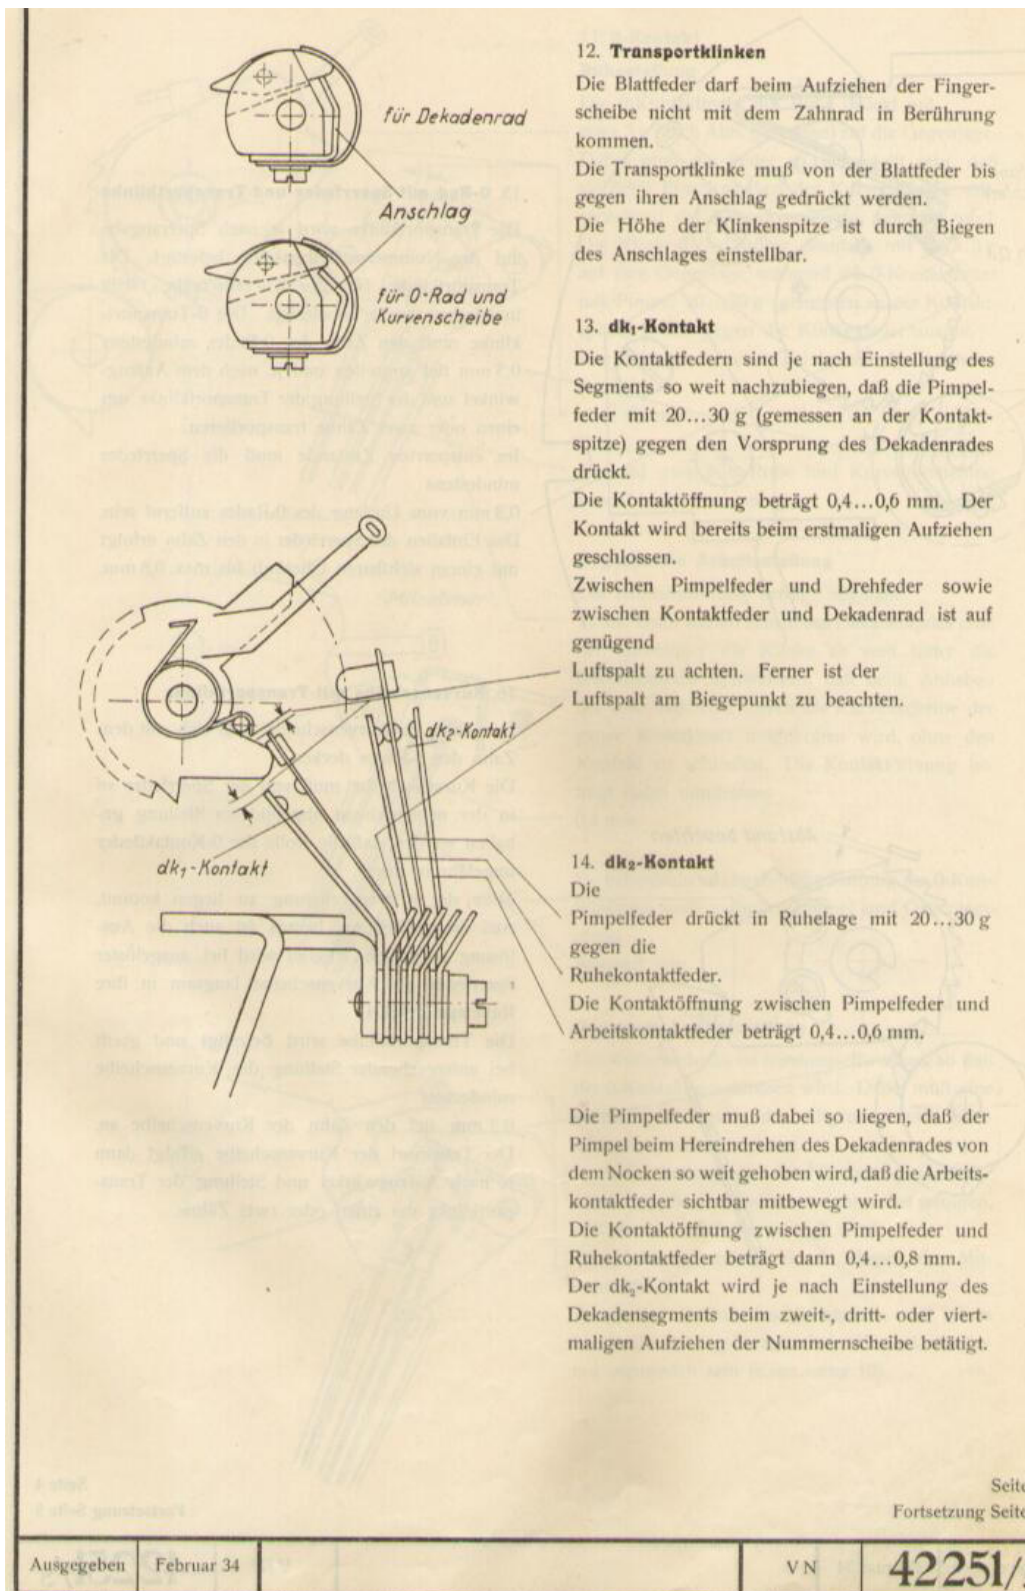 für Dekadenrad
Anschlag
für 0-Rad und
Kurvenscheibe
12. Transportklinken
Die Blattfeder darf beim Aufziehen der Finger-
scheibe nicht mit dem Zahnrad in Berührung
kommen.
Die Transportklinke muß von der Blattfeder bis
gegen ihren Anschlag gedrückt werden.
Die Höhe der Klinkenspitze ist durch Biegen
des Anschlages einstellbar.
13. dk₁-Kontakt
Die Kontaktfedern sind je nach Einstellung des
Segments so weit nachzubiegen, daß die Pimpel-
feder mit 20...30 g (gemessen an der Kontakt-
spitze) gegen den Vorsprung des Dekadenrades
drückt.
Die Kontaktöffnung beträgt 0,4...0,6 mm. Der
Kontakt wird bereits beim erstmaligen Aufziehen
geschlossen.
Zwischen Pimpelfeder und Drehfeder sowie
zwischen Kontaktfeder und Dekadenrad ist auf
genügend
Luftspalt zu achten. Ferner ist der
Luftspalt am Biegepunkt zu beachten.
dk₂-Kontakt
dk₁-Kontakt
14. dk₂-Kontakt
Die
Pimpelfeder drückt in Ruhelage mit 20...30 g
gegen die
Ruhekontaktfeder.
Die Kontaktöffnung zwischen Pimpelfeder und
Arbeitskontaktfeder beträgt 0,4...0,6 mm.
Die Pimpelfeder muß dabei so liegen, daß der
Pimpel beim Hereindrehen des Dekadenrades von
dem Nocken so weit gehoben wird, daß die Arbeits-
kontaktfeder sichtbar mitbewegt wird.
Die Kontaktöffnung zwischen Pimpelfeder und
Ruhekontaktfeder beträgt dann 0,4...0,8 mm.
Der dk₂-Kontakt wird je nach Einstellung des
Dekadensegments beim zweit-, dritt- oder viert-
maligen Aufziehen der Nummernscheibe betätigt.
Seite
Fortsetzung Seite
Ausgegeben Februar 34 VN 42251/